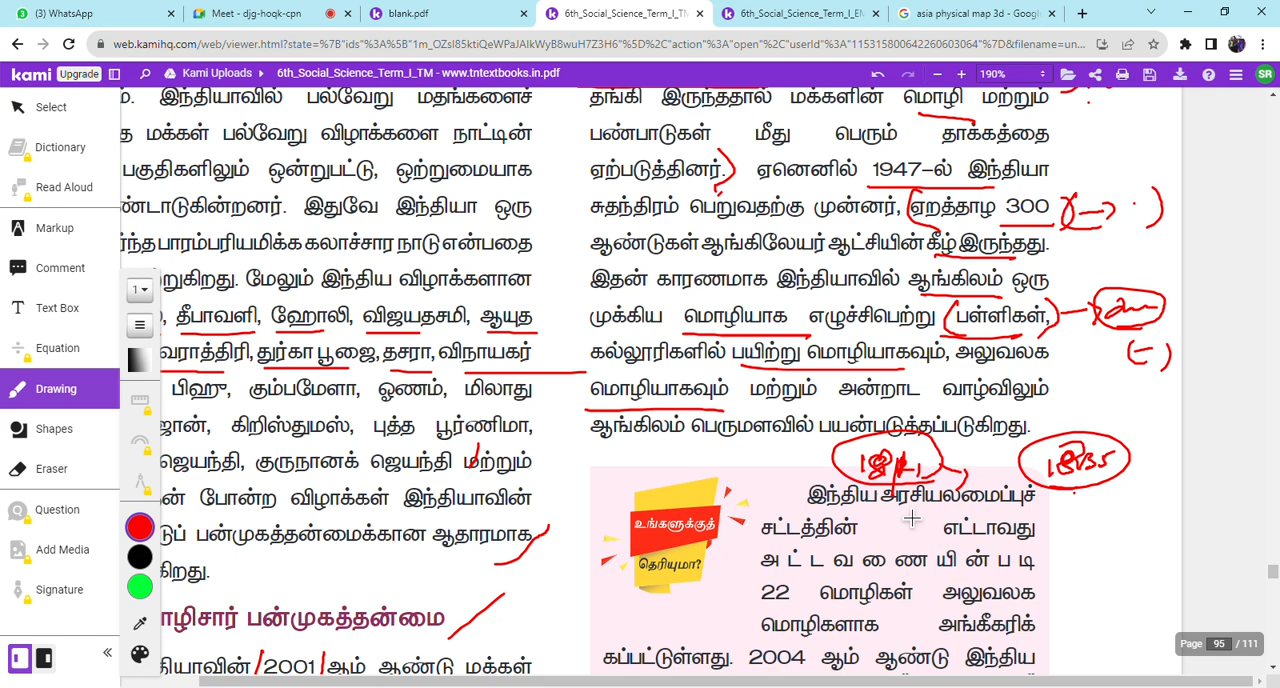 (3) WhatsApp
Meet - djg-hoqk-cpn
blank.pdf
6th_Social_Science_Term_I_TM
6th_Social_Science_Term_I_EM
asia physical map 3d - Google
web.kamihq.com/web/viewer.html?state=%7B"ids"%3A%5B"1m_OZsI85ktiQeWPaJAIkWyB8wuH7Z3H6"%5D%2C"action"%3A"open"%2C"userId"%3A"115315800642260603064"%7D&filename=un...
kami
Upgrade
Kami Uploads
6th_Social_Science_Term_I_TM - www.tntextbooks.in.pdf
190%
SR
Select
Dictionary
Read Aloud
Markup
Comment
Text Box
Equation
Drawing
Shapes
Eraser
Question
Add Media
Signature
1
இந்தியாவில் பல்வேறு மதங்களைச்
மக்கள் பல்வேறு விழாக்களை நாட்டின்
பகுதிகளிலும் ஒன்றுபட்டு, ஒற்றுமையாக
ண்டாடுகின்றனர். இதுவே இந்தியா ஒரு
ர்ந்த பாரம்பரியமிக்க கலாச்சார நாடு என்பதை
றுகிறது. மேலும் இந்திய விழாக்களான
தீபாவளி, ஹோலி, விஜயதசமி, ஆயுத
வராத்திரி, துர்கா பூஜை, தசரா, விநாயகர்
பிஹு, கும்பமேளா, ஓணம், மிலாது
ஜான், கிறிஸ்துமஸ், புத்த பூர்ணிமா,
ஜெயந்தி, குருநானக் ஜெயந்தி மற்றும்
போன்ற விழாக்கள் இந்தியாவின்
டுப் பன்முகத்தன்மைக்கான ஆதாரமாக
கிறது.
ாழிசார் பன்முகத்தன்மை
தியாவின் 2001 ஆம் ஆண்டு மக்கள்
தங்கி இருந்ததால் மக்களின் மொழி மற்றும்
பண்பாடுகள் மீது பெரும் தாக்கத்தை
ஏற்படுத்தினர். ஏனெனில் 1947-ல் இந்தியா
சுதந்திரம் பெறுவதற்கு முன்னர், ஏறத்தாழ 300
ஆண்டுகள் ஆங்கிலேயர் ஆட்சியின் கீழ் இருந்தது.
இதன் காரணமாக இந்தியாவில் ஆங்கிலம் ஒரு
முக்கிய மொழியாக எழுச்சிபெற்று பள்ளிகள்,
கல்லூரிகளில் பயிற்று மொழியாகவும், அலுவலக
மொழியாகவும் மற்றும் அன்றாட வாழ்விலும்
ஆங்கிலம் பெருமளவில் பயன்படுத்தப்படுகிறது.
1835
உங்களுக்குத்
தெரியுமா?
இந்திய அரசியலமைப்புச்
சட்டத்தின் எட்டாவது
அட்டவணையின்படி
22 மொழிகள் அலுவலக
மொழிகளாக அங்கீகரிக்
கப்பட்டுள்ளது. 2004 ஆம் ஆண்டு இந்திய
Page 95 / 111